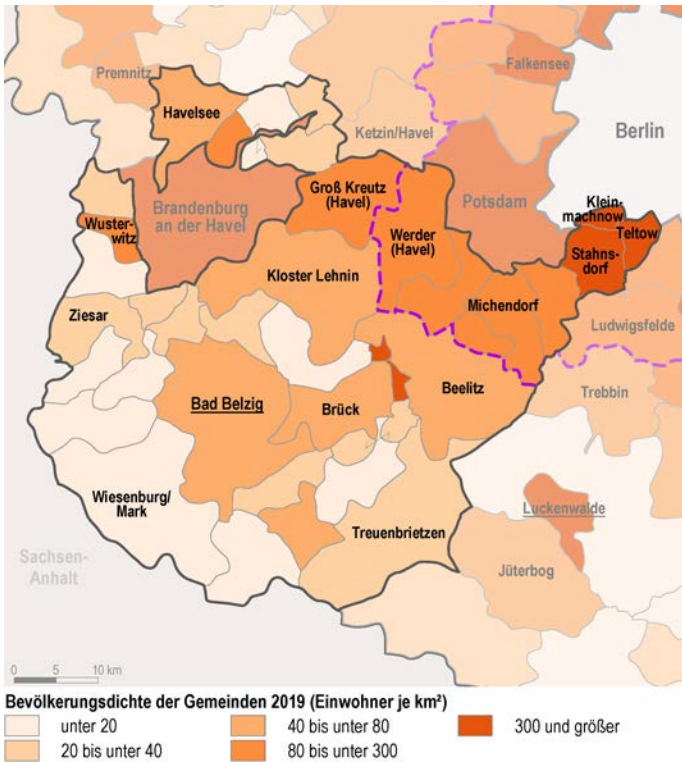 Premnitz
Falkensee
Havelsee
Ketzin/Havel
Berlin
Brandenburg
an der Havel
Groß Kreutz
(Havel)
Potsdam
Klein-
machnow
Teltow
Stahns-
dorf
Wuster-
witz
Werder
(Havel)
Kloster Lehnin
Michendorf
Ziesar
Ludwigsfelde
Bad Belzig
Brück
Beelitz
Trebbin
Wiesenburg/
Mark
Treuenbrietzen
Luckenwalde
Sachsen-
Anhalt
Jüterbog
0 5 10 km
Bevölkerungsdichte der Gemeinden 2019 (Einwohner je km²)
unter 20
40 bis unter 80
300 und größer
20 bis unter 40
80 bis unter 300